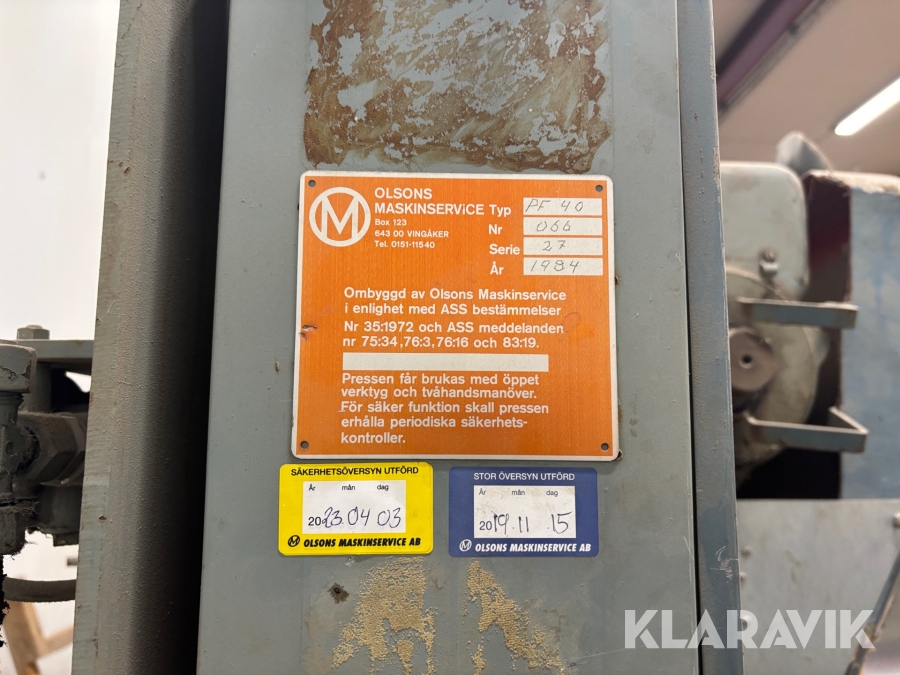 OLSONS
MASKINSERVICE
Box 123
643 00 VINGÅKER
Tel. 0151-11540
Typ PF 40
Nr 066
Serie 27
År 1984
Ombyggd av Olsons Maskinservice
i enlighet med ASS bestämmelser
Nr 35:1972 och ASS meddelanden
nr 75:34 ,76:3, 76:16 och 83:19.
Pressen får brukas med öppet
verktyg och tvåhandsmanöver.
För säker funktion skall pressen
erhålla periodiska säkerhets-
kontroller.
SÄKERHETSÖVERSYN UTFÖRD
År mån dag
2023 04 03
OLSONS MASKINSERVICE AB
STOR ÖVERSYN UTFÖRD
År mån dag
2019.11 15
OLSONS MASKINSERVICE AB
KLARAVIK